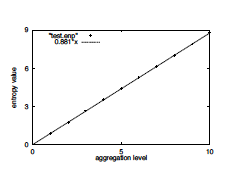 9
"test.enp"
0.881*x
6
entropy value
3
0
0
5
10
aggregation level